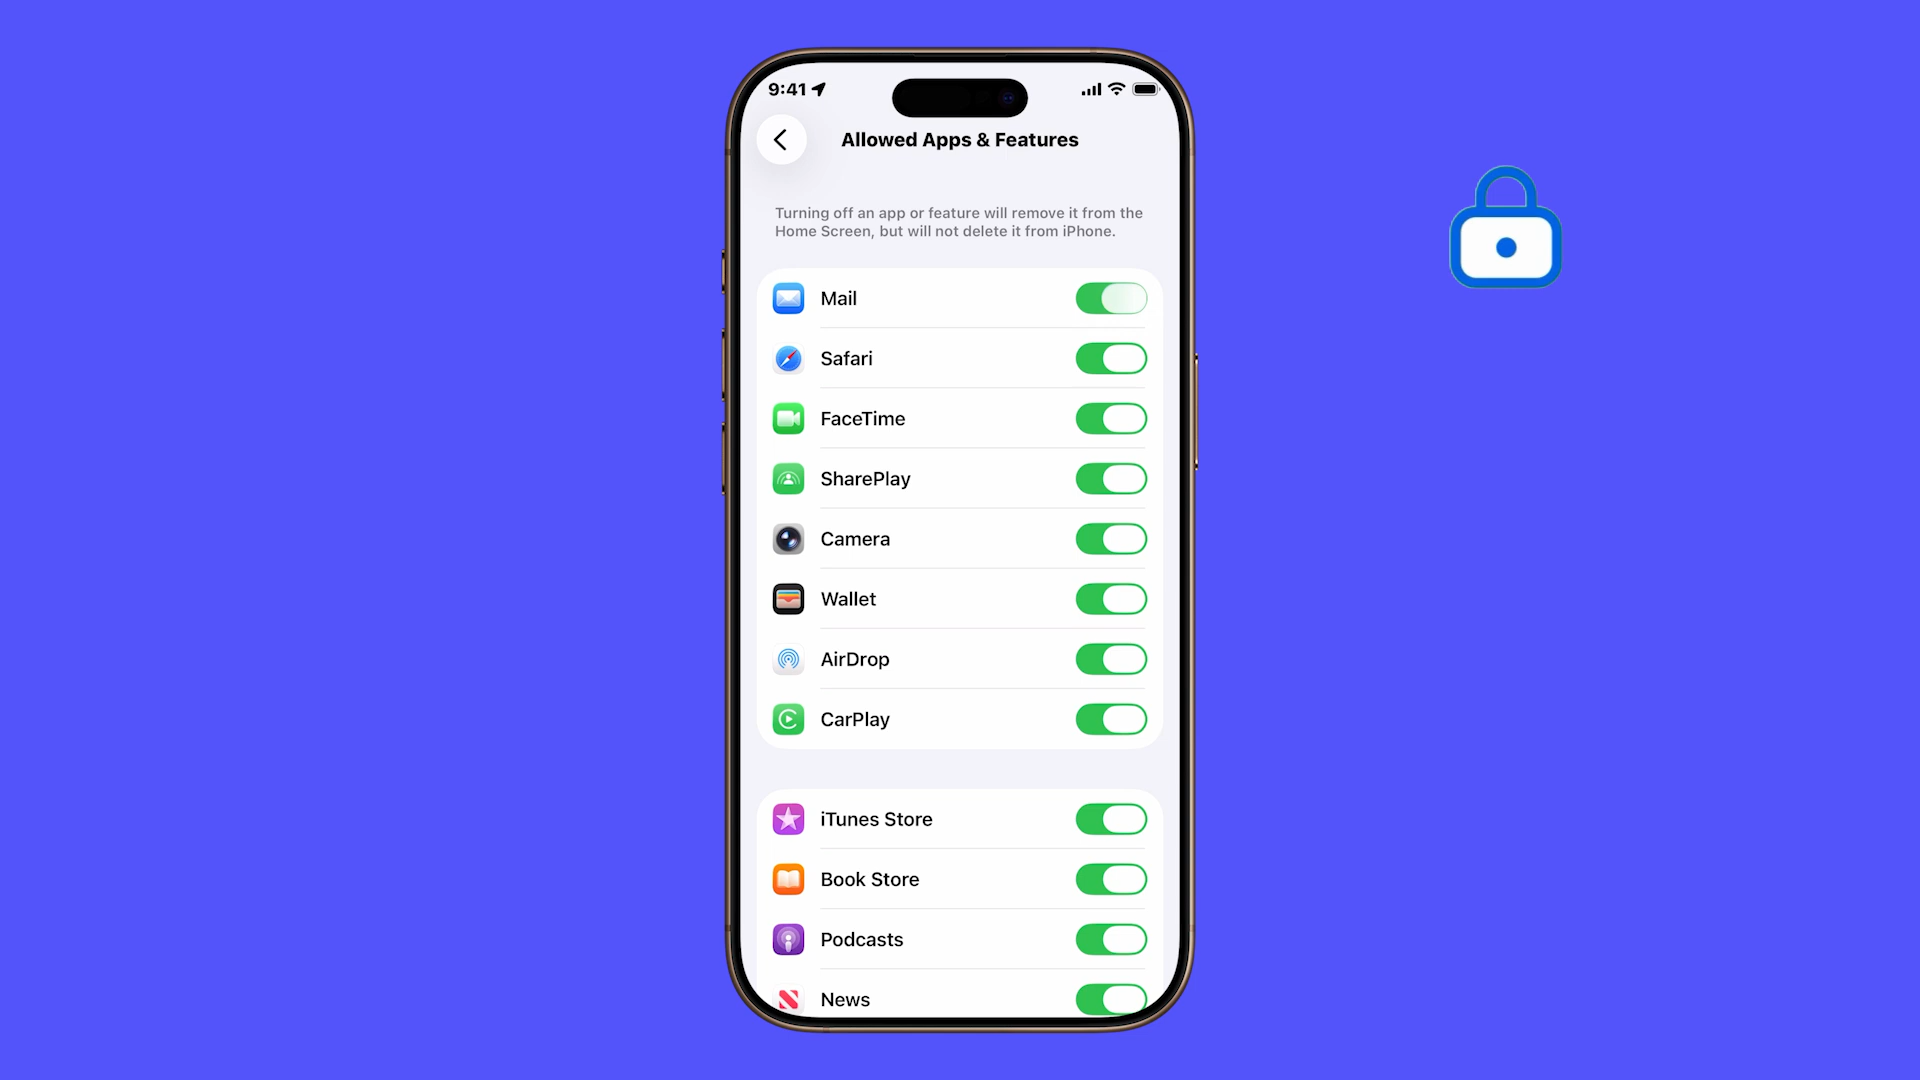 9:41
Allowed Apps & Features
Turning off an app or feature will remove it from the
Home Screen, but will not delete it from iPhone.
Mail
Safari
FaceTime
SharePlay
Camera
Wallet
AirDrop
CarPlay
iTunes Store
Book Store
Podcasts
News